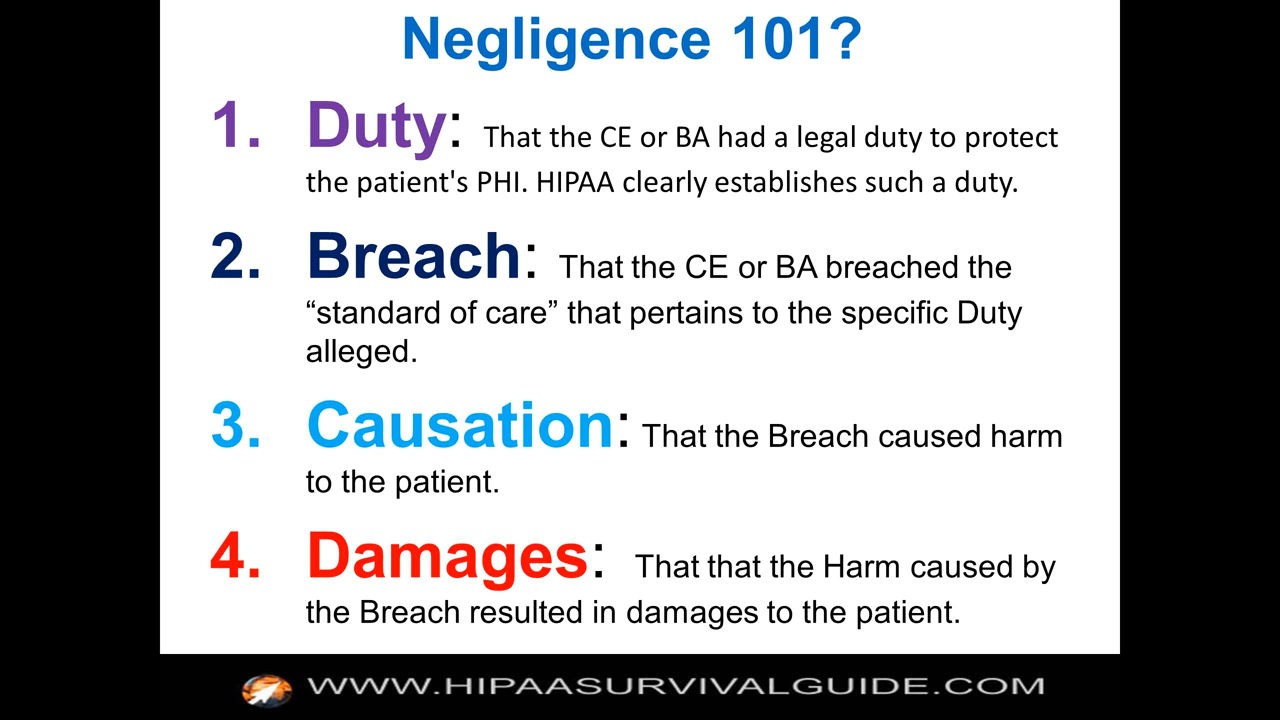 Negligence 101?
1. Duty: That the CE or BA had a legal duty to protect
the patient's PHI. HIPAA clearly establishes such a duty.
2. Breach: That the CE or BA breached the
“standard of care” that pertains to the specific Duty
alleged.
3. Causation: That the Breach caused harm
to the patient.
4. Damages: That that the Harm caused by
the Breach resulted in damages to the patient.
WWW.HIPAASURVIVALGUIDE.COM